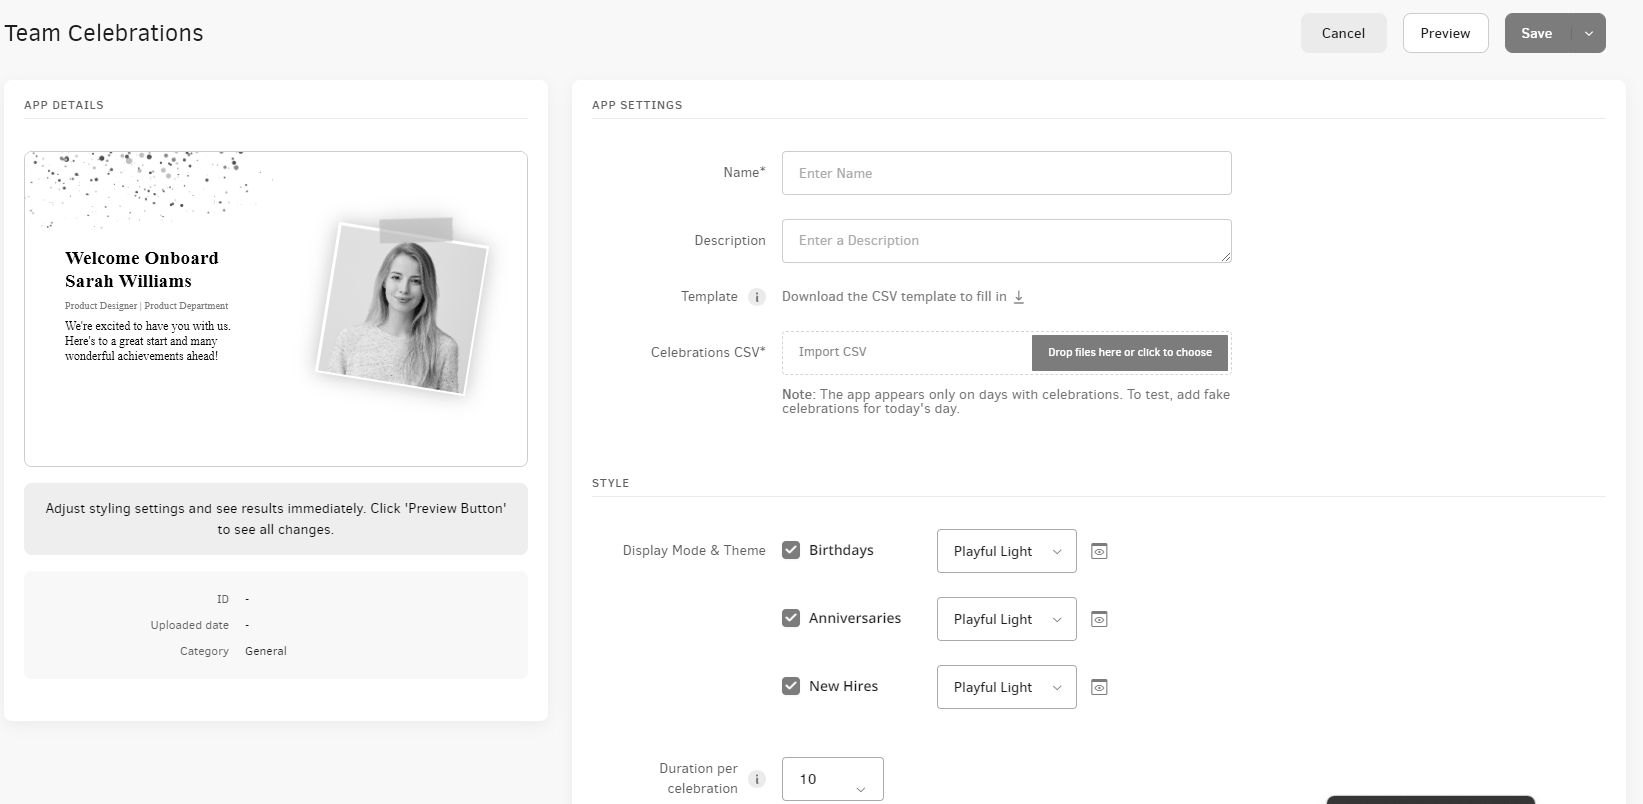 Team Celebrations
Cancel
Preview
Save
APP DETAILS
Welcome Onboard
Sarah Williams
Product Designer | Product Department
We're excited to have you with us.
Here's to a great start and many
wonderful achievements ahead!
Adjust styling settings and see results immediately. Click 'Preview Button'
to see all changes.
ID -
Uploaded date -
Category General
APP SETTINGS
Name* Enter Name
Description Enter a Description
Template i Download the CSV template to fill in
Celebrations CSV* Import CSV Drop files here or click to choose
Note: The app appears only on days with celebrations. To test, add fake
celebrations for today's day.
STYLE
Display Mode & Theme Birthdays Playful Light
Anniversaries Playful Light
New Hires Playful Light
Duration per
celebration i 10